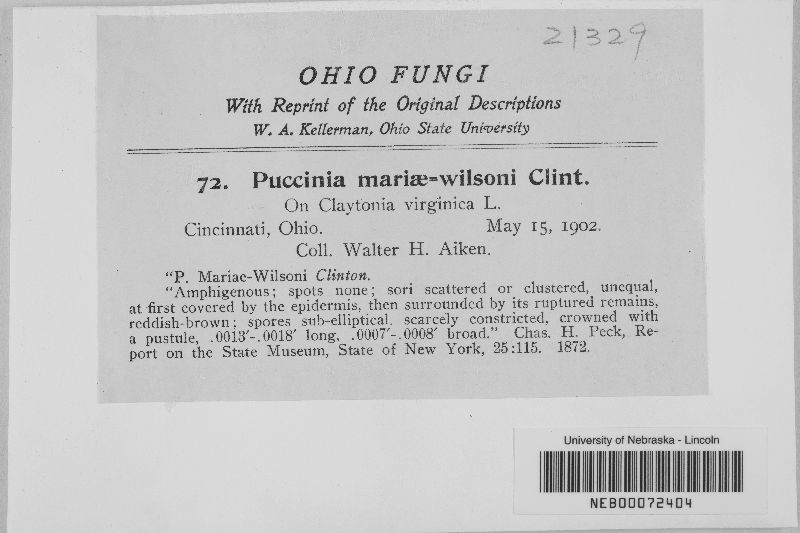 21329
OHIO FUNGI
With Reprint of the Original Descriptions
W. A. Kellerman, Ohio State University
72. Puccinia mariæ=wilsoni Clint.
On Claytonia virginica L.
Cincinnati, Ohio. May 15, 1902.
Coll. Walter H. Aiken.
"P. Mariae-Wilsoni Clinton.
"Amphigenous; spots none; sori scattered or clustered, unequal,
at first covered by the epidermis, then surrounded by its ruptured remains,
reddish-brown; spores sub-elliptical, scarcely constricted, crowned with
a pustule, .0013'-.0018' long, .0007'-.0008' broad." Chas. H. Peck, Re-
port on the State Museum, State of New York, 25:115. 1872.
University of Nebraska - Lincoln
NEB00072404